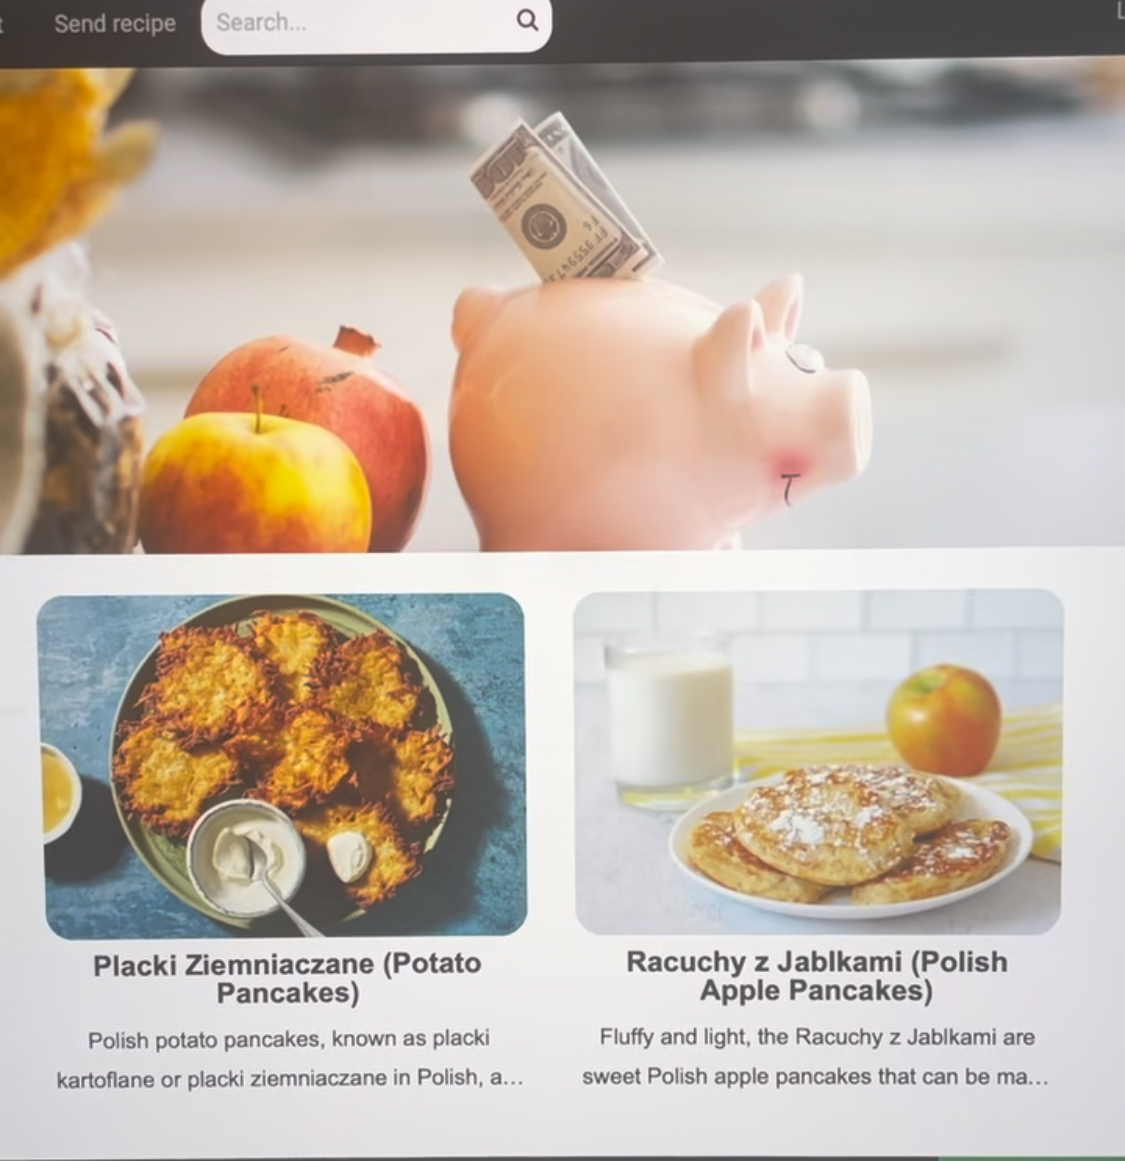 Send recipe
Search...
L
Placki Ziemniaczane (Potato
Pancakes)
Racuchy z Jablkami (Polish
Apple Pancakes)
Polish potato pancakes, known as placki
kartoflane or placki ziemniaczane in Polish, a...
Fluffy and light, the Racuchy z Jablkami are
sweet Polish apple pancakes that can be ma...